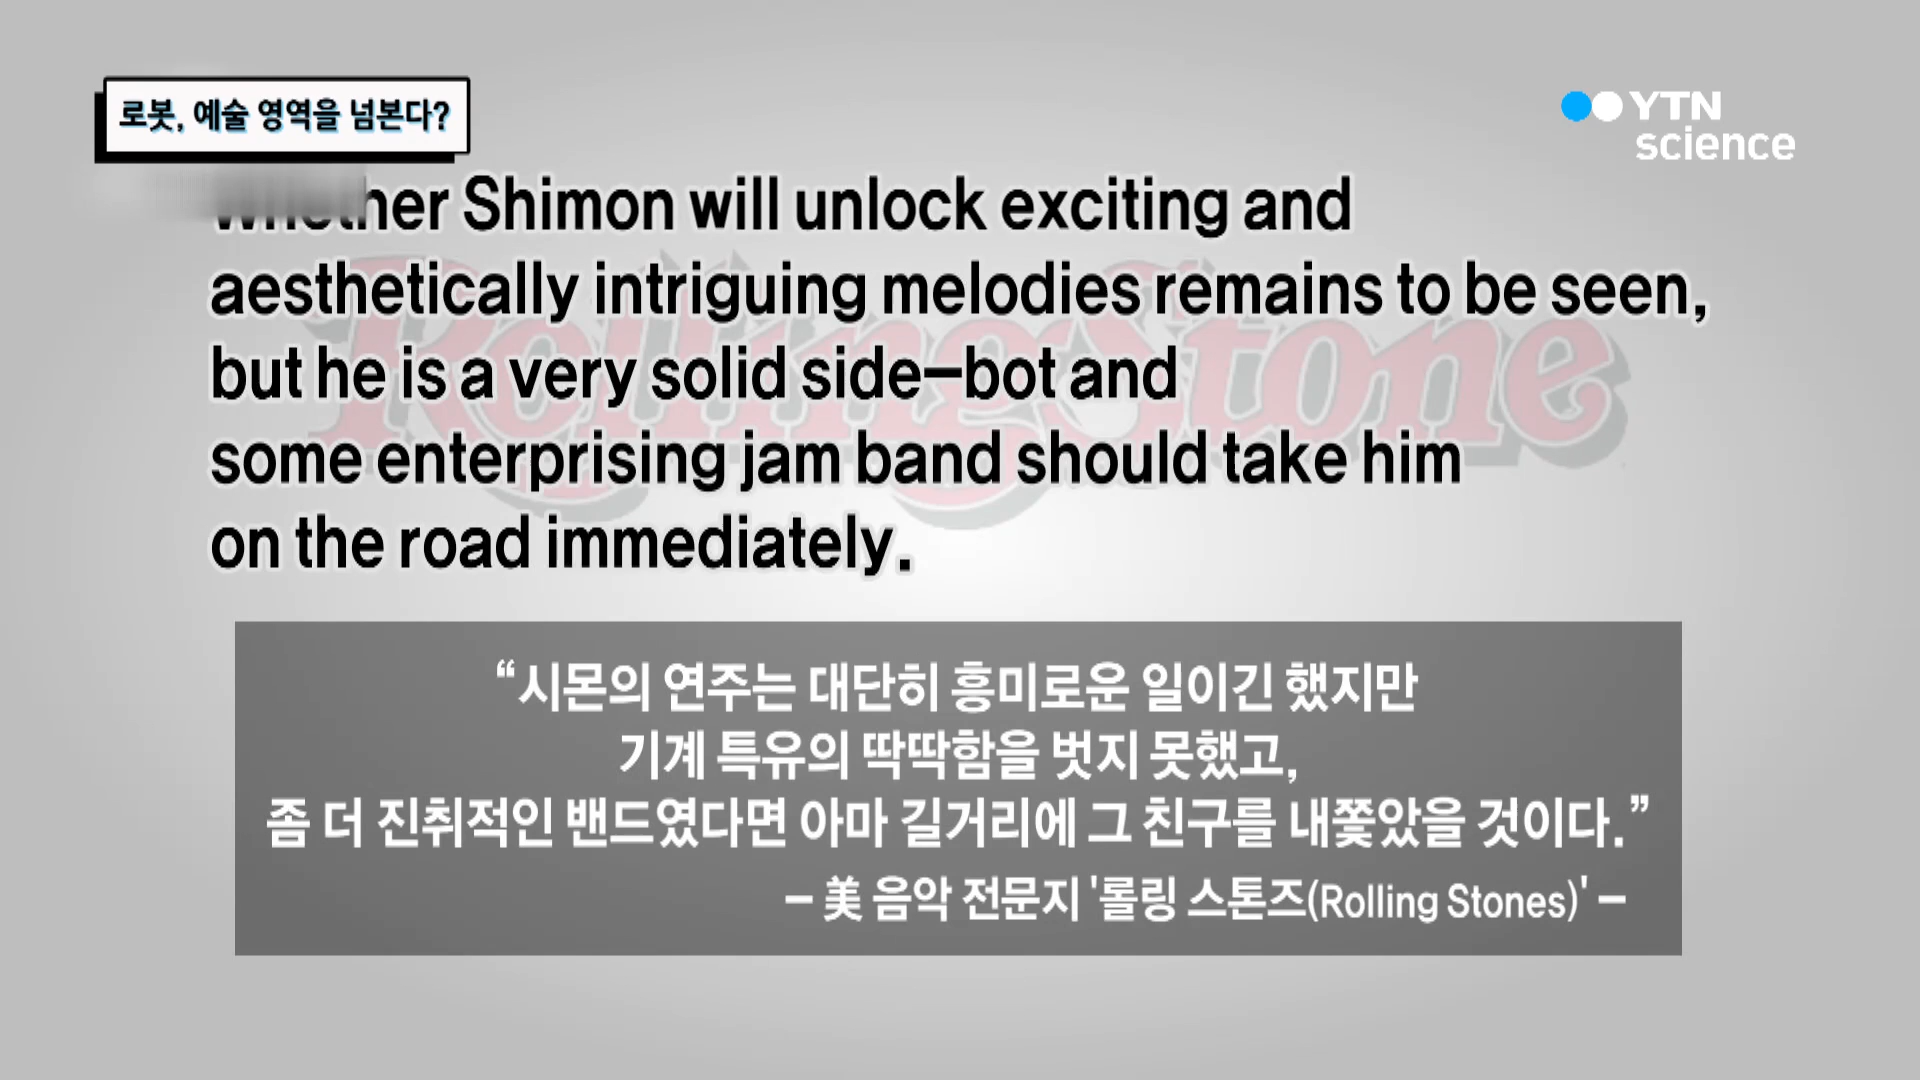 로봇, 예술 영역을 넘본다?
YTN
science
Whether Shimon will unlock exciting and
aesthetically intriguing melodies remains to be seen,
but he is a very solid side-bot and
some enterprising jam band should take him
on the road immediately.
RollingStone
“시몬의 연주는 대단히 흥미로운 일이긴 했지만
기계 특유의 딱딱함을 벗지 못했고,
좀 더 진취적인 밴드였다면 아마 길거리에 그 친구를 내쫓았을 것이다.”
– 美 음악 전문지 '롤링 스톤즈(Rolling Stones)' –